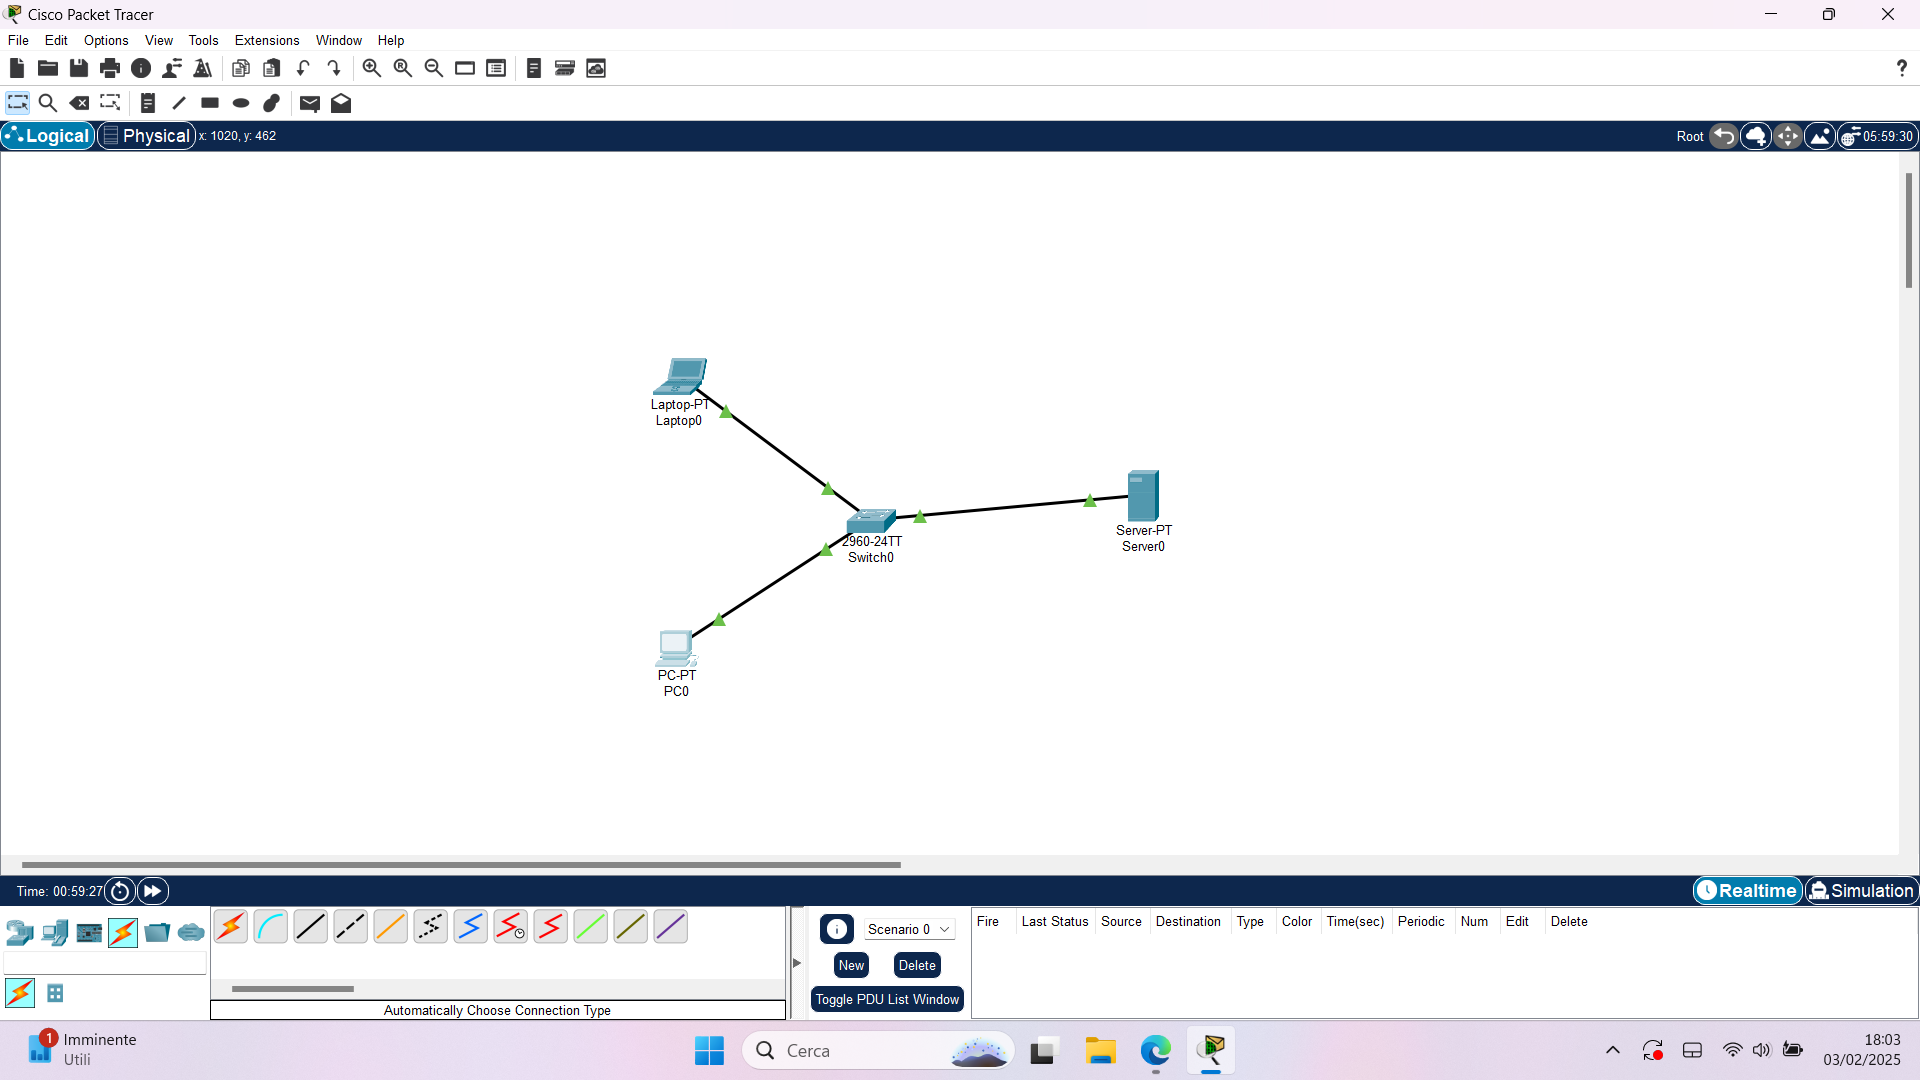 Cisco Packet Tracer
File Edit Options View Tools Extensions Window Help
Logical Physical x: 1020, y: 462 Root 05:59:30
Laptop-PT
Laptop0
2960-24TT
Switch0
Server-PT
Server0
PC-PT
PC0
Time: 00:59:27 Realtime Simulation
Scenario 0
New Delete
Toggle PDU List Window
Fire Last Status Source Destination Type Color Time(sec) Periodic Num Edit Delete
Automatically Choose Connection Type
1 Imminente
Utili
Cerca
18:03
03/02/2025